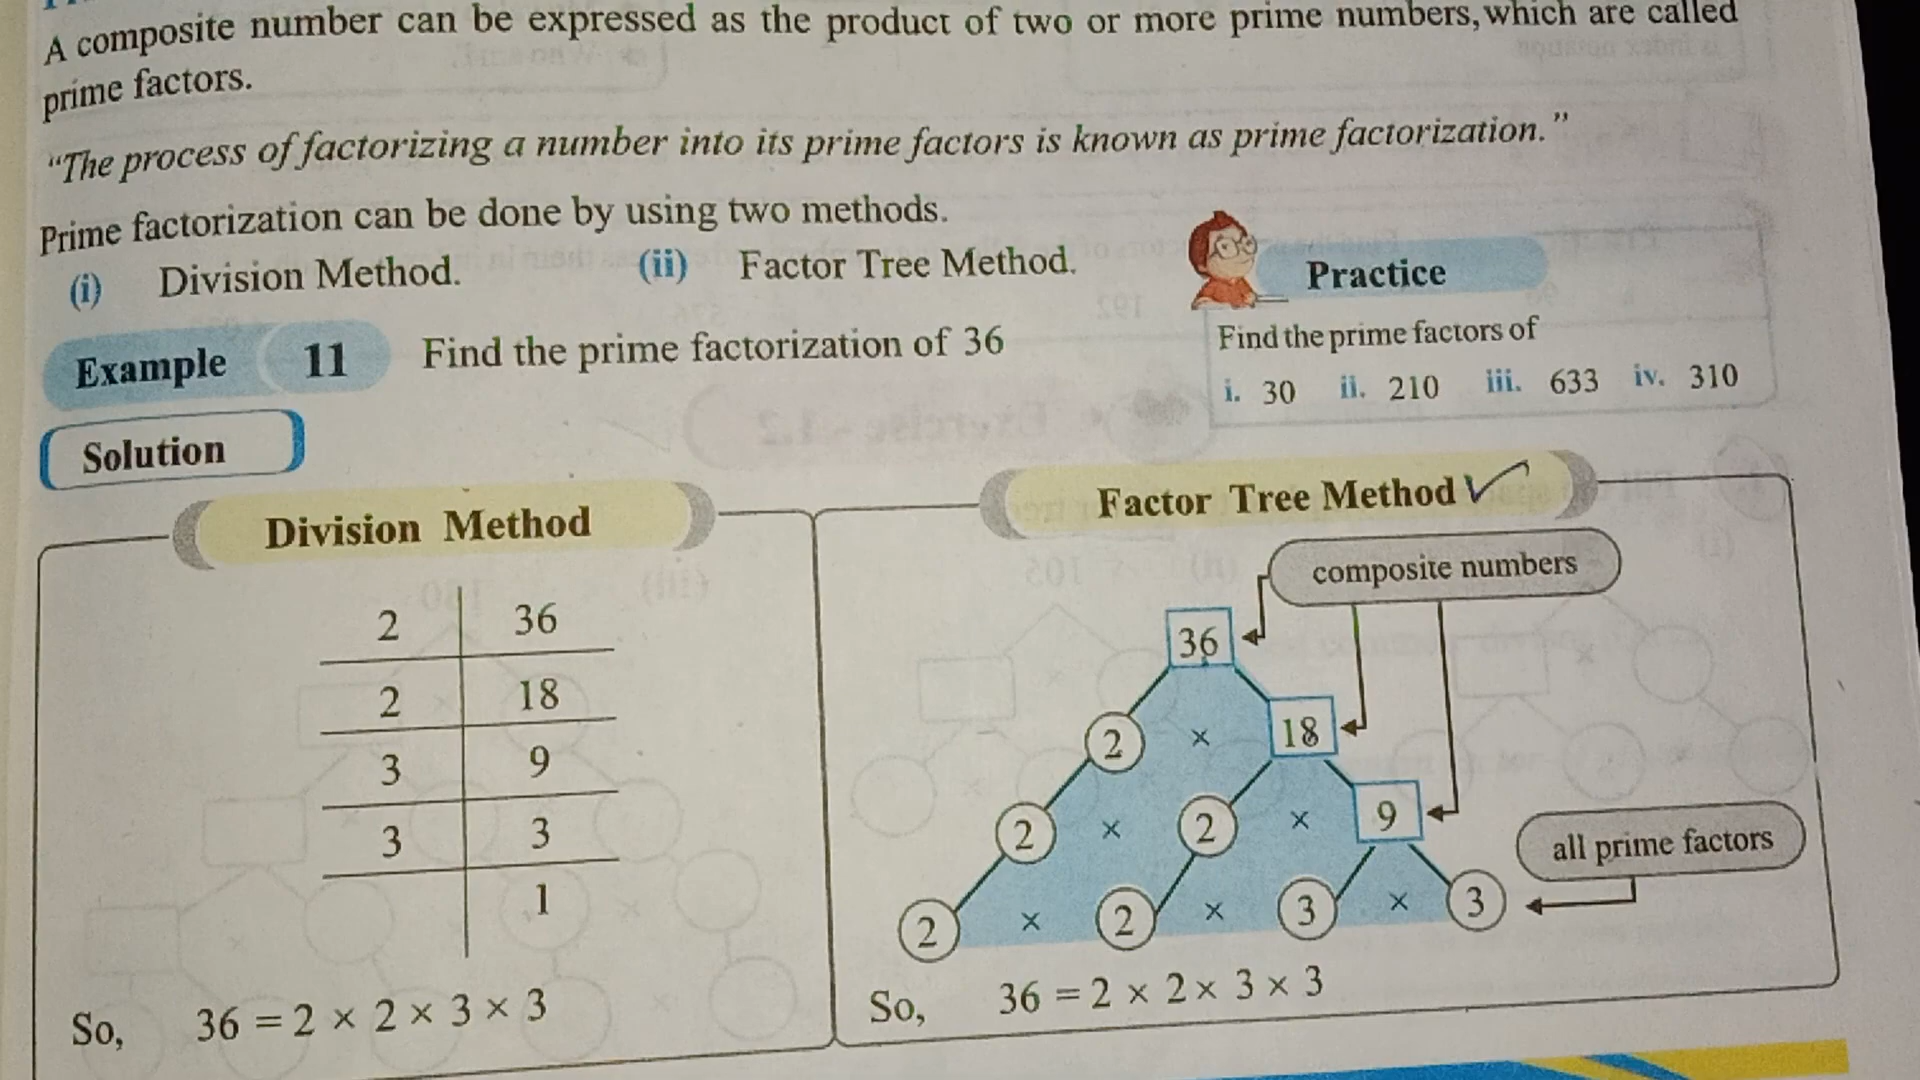 A composite number can be expressed as the product of two or more prime numbers, which are called
prime factors.
“The process of factorizing a number into its prime factors is known as prime factorization.”
Prime factorization can be done by using two methods.
(i) Division Method. (ii) Factor Tree Method.
Practice
Find the prime factors of
i. 30 ii. 210 iii. 633 iv. 310
Example 11 Find the prime factorization of 36
Solution
Division Method
2 36
2 18
3 9
3 3
1
So, 36 = 2 × 2 × 3 × 3
Factor Tree Method
composite numbers
36
2 × 18
2 × 2 × 9
all prime factors
2 × 2 × 3 × 3
So, 36 = 2 × 2 × 3 × 3